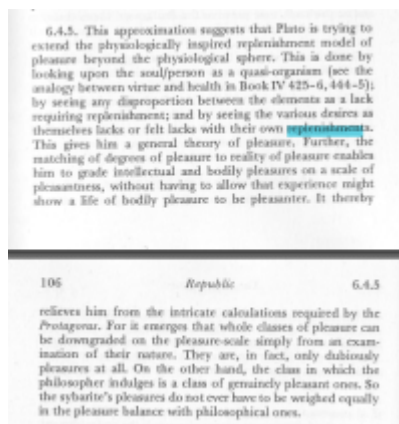 6.4.5. This approximation suggests that Plato is trying to
extend the physiologically inspired replenishment model of
pleasure beyond the physiological sphere. This is done by
looking upon the soul/person as a quasi-organism (see the
analogy between virtue and health in Book IV 425–6, 444–5);
by seeing any disproportion between the elements as a lack
requiring replenishment; and by seeing the various desires as
themselves lacks or felt lacks with their own replenishments.
This gives him a general theory of pleasure. Further, the
matching of degrees of pleasure to reality of pleasure enables
him to grade intellectual and bodily pleasures on a scale of
pleasantness, without having to allow that experience might
show a life of bodily pleasure to be pleasanter. It thereby
106 Republic 6.4.5
relieves him from the intricate calculations required by the
Protagoras. For it emerges that whole classes of pleasure can
be downgraded on the pleasure-scale simply from an exam-
ination of their nature. They are, in fact, only dubiously
pleasures at all. On the other hand, the class in which the
philosopher indulges is a class of genuinely pleasant ones. So
the sybarite's pleasures do not ever have to be weighed equally
in the pleasure balance with philosophical ones.